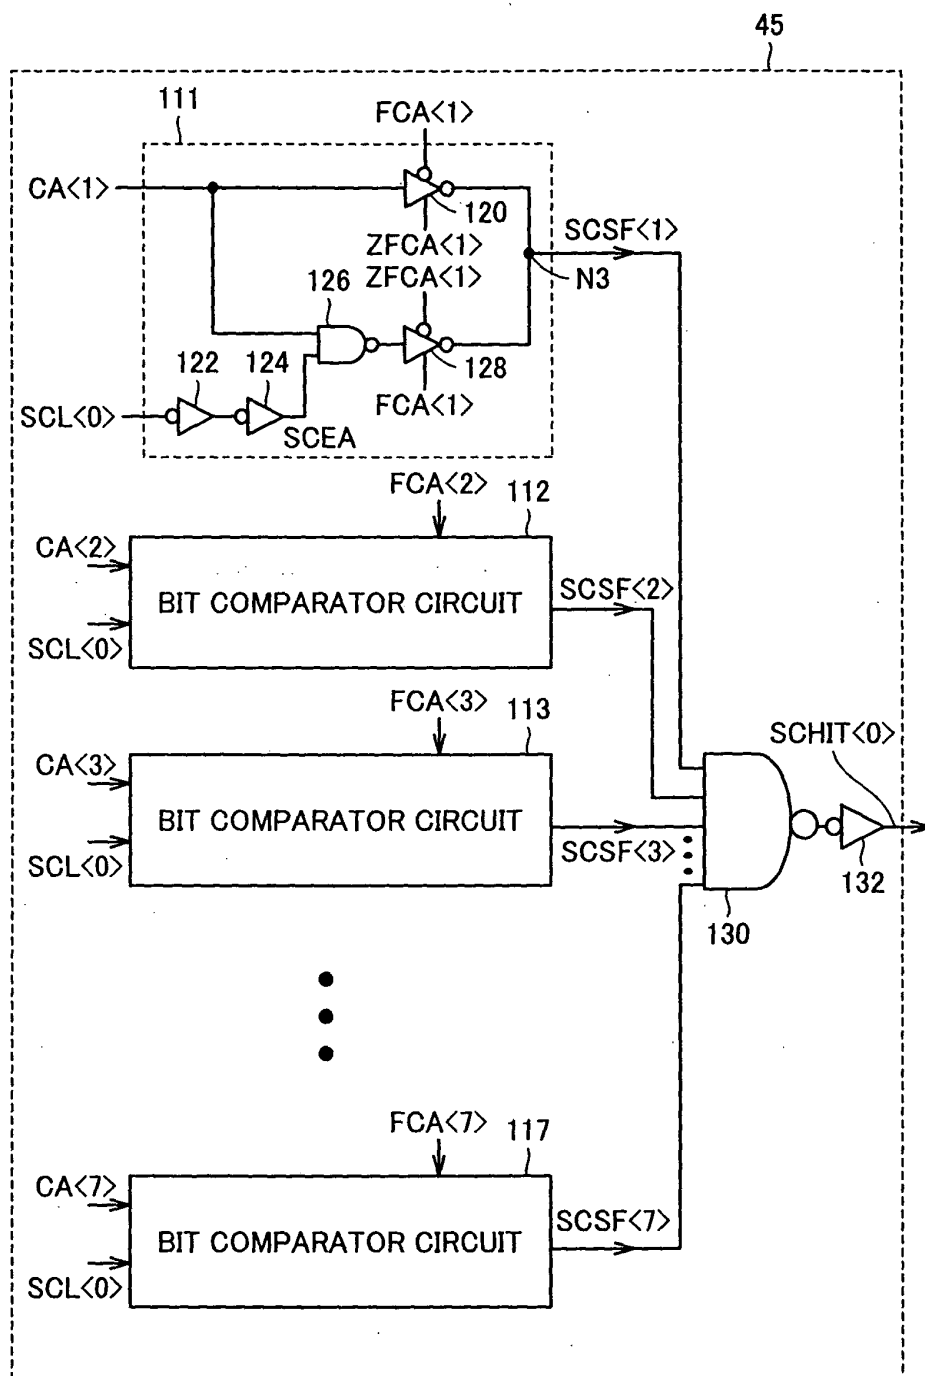 45
111
FCA<1>
CA<1>
120
ZFCA<1>
SCSF<1>
ZFCA<1>
N3
126
122
124
128
FCA<1>
SCL<0>
SCEA
FCA<2>
112
CA<2>
BIT COMPARATOR CIRCUIT
SCSF<2>
SCL<0>
FCA<3>
113
CA<3>
BIT COMPARATOR CIRCUIT
SCHIT<0>
SCL<0>
SCSF<3>
132
130
FCA<7>
117
CA<7>
BIT COMPARATOR CIRCUIT
SCSF<7>
SCL<0>